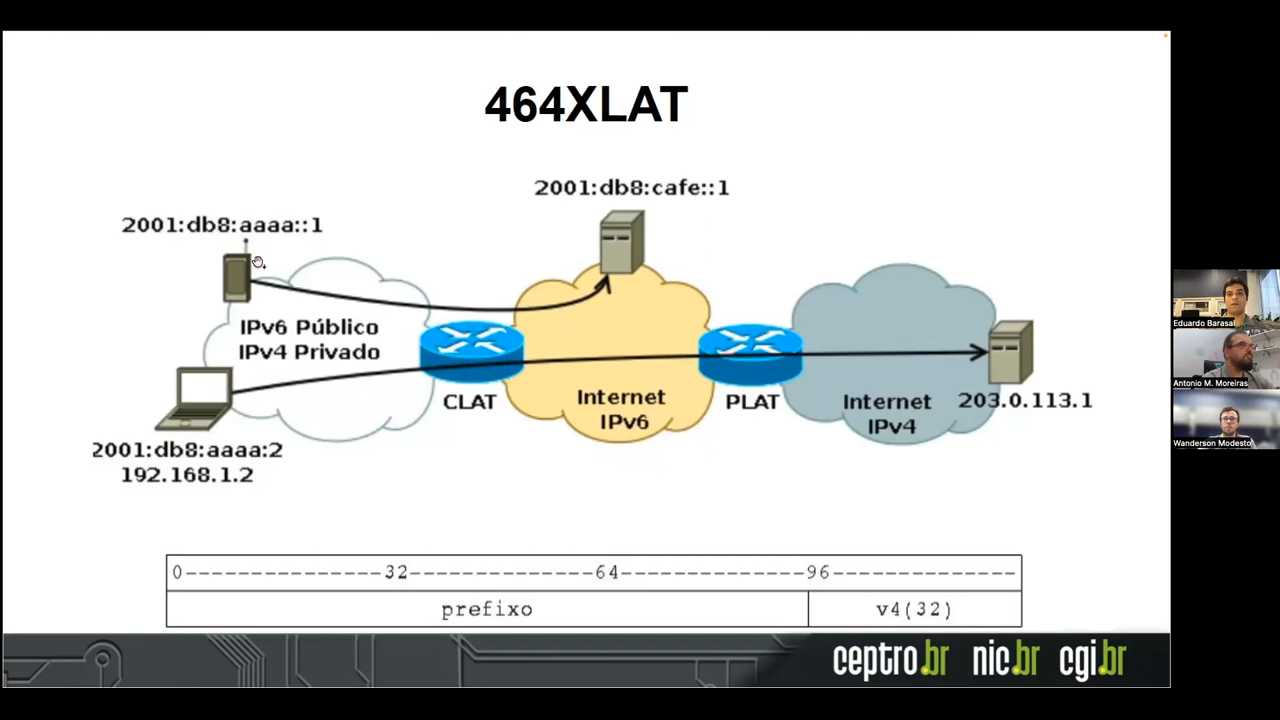 464XLAT
2001:db8:cafe::1
2001:db8:aaaa::1
IPv6 Público
IPv4 Privado
CLAT
Internet
IPv6
PLAT
Internet
IPv4
203.0.113.1
2001:db8:aaaa:2
192.168.1.2
0----------------32--------------64---------------96--------------
prefixo
v4(32)
ceptro.br nic.br cgi.br
Eduardo Barasal
Antonio M. Moreiras
Wanderson Modesto